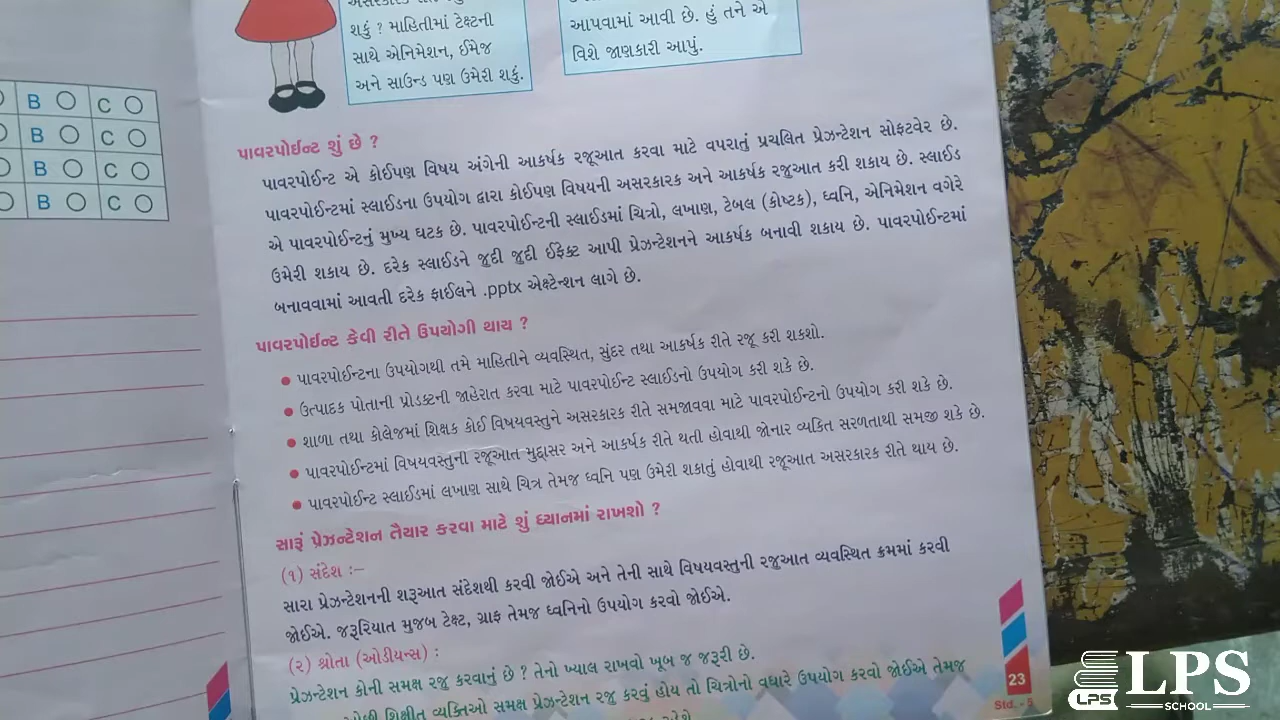 શકું ? માહિતીમાં ટેક્ષ્ટની
સાથે એનિમેશન, ઈમેજ
અને સાઉન્ડ પણ ઉમેરી શકું.
આપવામાં આવી છે. હું તને એ
વિશે જાણકારી આપું.
B C
B C
B C
B C
પાવરપોઈન્ટ શું છે ?
પાવરપોઈન્ટ એ કોઈપણ વિષય અંગેની આકર્ષક રજૂઆત કરવા માટે વપરાતું પ્રચલિત પ્રેઝન્ટેશન સોફ્ટવેર છે.
પાવરપોઈન્ટમાં સ્લાઈડના ઉપયોગ દ્વારા કોઈપણ વિષયની અસરકારક અને આકર્ષક રજૂઆત કરી શકાય છે. સ્લાઈડ
એ પાવરપોઈન્ટનું મુખ્ય ઘટક છે. પાવરપોઈન્ટની સ્લાઈડમાં ચિત્રો, લખાણ, ટેબલ (કોષ્ટક), ધ્વનિ, એનિમેશન વગેરે
ઉમેરી શકાય છે. દરેક સ્લાઈડને જુદી જુદી ઈફેક્ટ આપી પ્રેઝન્ટેશનને આકર્ષક બનાવી શકાય છે. પાવરપોઈન્ટમાં
બનાવવામાં આવતી દરેક ફાઈલને .pptx એક્ષ્ટેન્શન લાગે છે.
પાવરપોઈન્ટ કેવી રીતે ઉપયોગી થાય ?
● પાવરપોઈન્ટના ઉપયોગથી તમે માહિતીને વ્યવસ્થિત, સુંદર તથા આકર્ષક રીતે રજૂ કરી શકશો.
● ઉત્પાદક પોતાની પ્રોડક્ટની જાહેરાત કરવા માટે પાવરપોઈન્ટ સ્લાઈડનો ઉપયોગ કરી શકે છે.
● શાળા તથા કોલેજમાં શિક્ષક કોઈ વિષયવસ્તુને અસરકારક રીતે સમજાવવા માટે પાવરપોઈન્ટનો ઉપયોગ કરી શકે છે.
● પાવરપોઈન્ટમાં વિષયવસ્તુની રજૂઆત મુદ્દાસર અને આકર્ષક રીતે થતી હોવાથી જોનાર વ્યક્તિ સરળતાથી સમજી શકે છે.
● પાવરપોઈન્ટ સ્લાઈડમાં લખાણ સાથે ચિત્ર તેમજ ધ્વનિ પણ ઉમેરી શકાતું હોવાથી રજૂઆત અસરકારક રીતે થાય છે.
સારૂં પ્રેઝન્ટેશન તૈયાર કરવા માટે શું ધ્યાનમાં રાખશો ?
(૧) સંદેશ :–
સારા પ્રેઝન્ટેશનની શરૂઆત સંદેશથી કરવી જોઈએ અને તેની સાથે વિષયવસ્તુની રજુઆત વ્યવસ્થિત ક્રમમાં કરવી
જોઈએ. જરૂરિયાત મુજબ ટેક્ષ્ટ, ગ્રાફ તેમજ ધ્વનિનો ઉપયોગ કરવો જોઈએ.
(૨) શ્રોતા (ઓડીયન્સ) :
પ્રેઝન્ટેશન કોની સમક્ષ રજુ કરવાનું છે ? તેનો ખ્યાલ રાખવો ખૂબ જ જરૂરી છે.
શિક્ષીત વ્યક્તિઓ સમક્ષ પ્રેઝન્ટેશન રજુ કરવું હોય તો ચિત્રોનો વધારે ઉપયોગ કરવો જોઈએ તેમજ
23
Std. - 5
LPS
LPS
SCHOOL